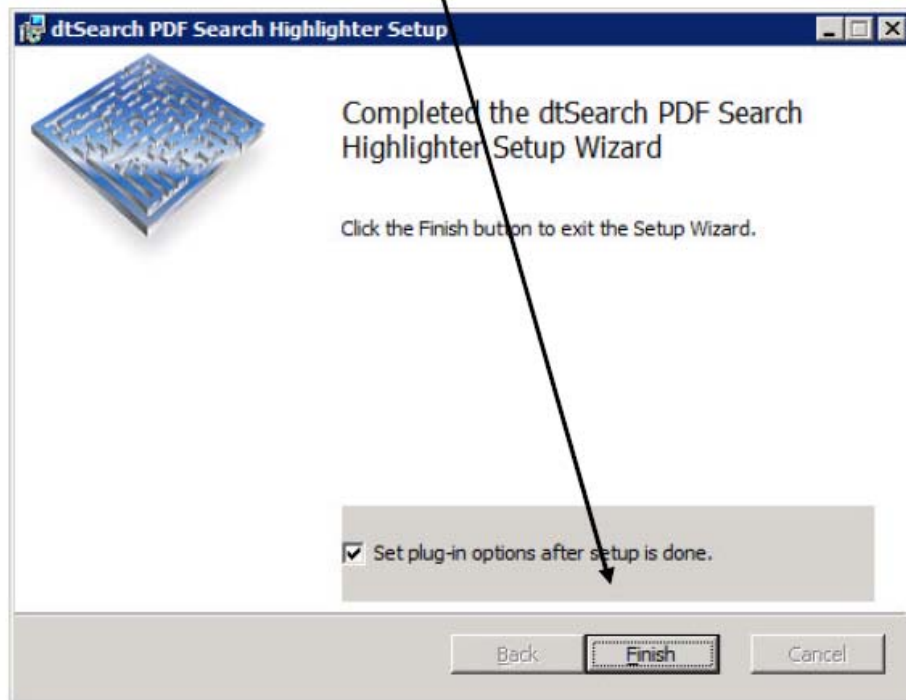 dtSearch PDF Search Highlighter Setup
Completed the dtSearch PDF Search
Highlighter Setup Wizard
Click the Finish button to exit the Setup Wizard.
Set plug-in options after setup is done.
Back Finish Cancel